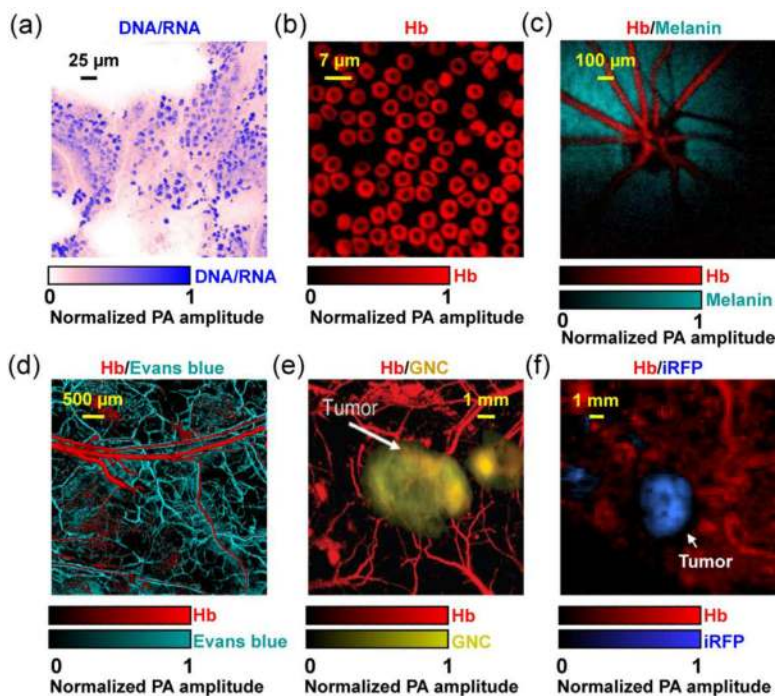 (a) DNA/RNA
25 µm
DNA/RNA
0 1
Normalized PA amplitude
(b) Hb
7 µm
Hb
0 1
Normalized PA amplitude
(c) Hb/Melanin
100 µm
Hb
Melanin
0 1
Normalized PA amplitude
(d) Hb/Evans blue
500 µm
Hb
Evans blue
0 1
Normalized PA amplitude
(e) Hb/GNC
Tumor 1 mm
Hb
GNC
0 1
Normalized PA amplitude
(f) Hb/iRFP
1 mm
Tumor
Hb
iRFP
0 1
Normalized PA amplitude